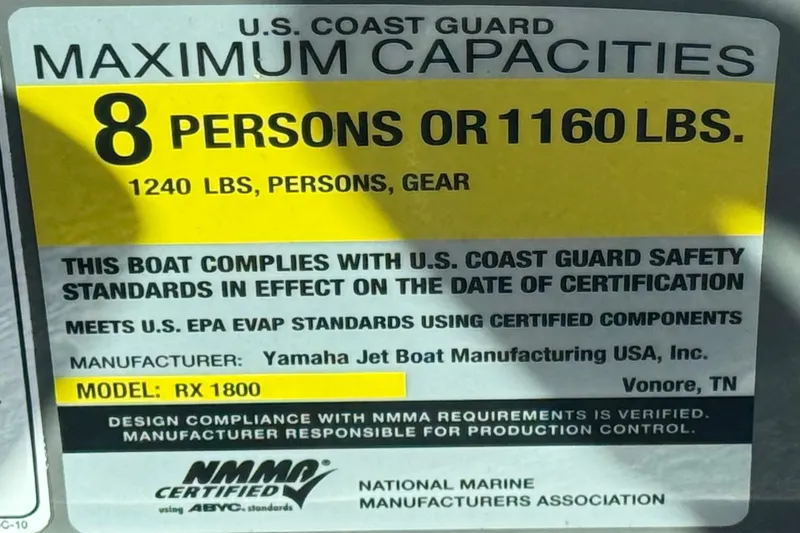 U.S. COAST GUARD
MAXIMUM CAPACITIES
8 PERSONS OR 1160 LBS.
1240 LBS, PERSONS, GEAR
THIS BOAT COMPLIES WITH U.S. COAST GUARD SAFETY
STANDARDS IN EFFECT ON THE DATE OF CERTIFICATION
MEETS U.S. EPA EVAP STANDARDS USING CERTIFIED COMPONENTS
MANUFACTURER: Yamaha Jet Boat Manufacturing USA, Inc.
MODEL: RX 1800 Vonore, TN
DESIGN COMPLIANCE WITH NMMA REQUIREMENTS IS VERIFIED.
MANUFACTURER RESPONSIBLE FOR PRODUCTION CONTROL.
NMMA®
CERTIFIED
using ABYC. standards
NATIONAL MARINE
MANUFACTURERS ASSOCIATION
C-10